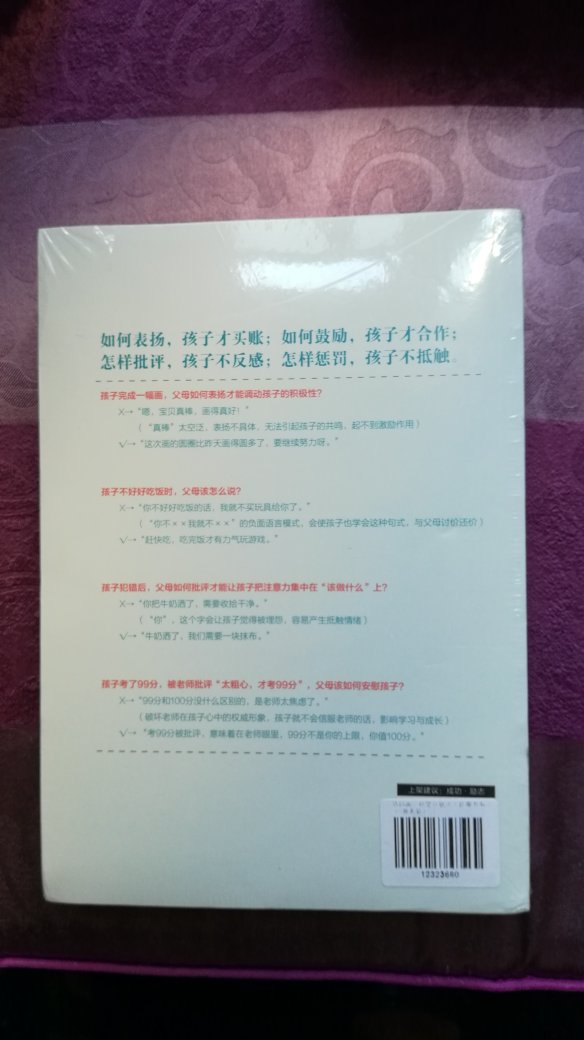 如何表扬，孩子才买账；如何鼓励，孩子才合作；
怎样批评，孩子不反感；怎样惩罚，孩子不抵触。
孩子完成一幅画，父母如何表扬才能调动孩子的积极性？
X→“嗯，宝贝真棒，画得真好！”
（“真棒”太空泛，表扬不具体，无法引起孩子的共鸣，起不到激励作用）
√→“这次画的圆圈比昨天画得圆多了，要继续努力呀。”
孩子不好好吃饭时，父母该怎么说？
X→“你不好好吃饭的话，我就不买玩具给你了。”
（“你不××我就不××”的负面语言模式，会使孩子也学会这种句式，与父母讨价还价）
√→“赶快吃，吃完饭才有力气玩游戏。”
孩子犯错后，父母如何批评才能让孩子把注意力集中在“该做什么”上？
X→“你把牛奶洒了，需要收拾干净。”
（“你”，这个字会让孩子觉得被埋怨，容易产生抵触情绪）
√→“牛奶洒了，我们需要一块抹布。”
孩子考了99分，被老师批评“太粗心，才考99分”，父母该如何安慰孩子？
X→“99分和100分没什么区别的，是老师太焦虑了。”
（破坏老师在孩子心中的权威形象，孩子就不会信服老师的话，影响学习与成长）
√→“考99分被批评，意味着在老师眼里，99分不是你的上限，你值100分。”
上架建议：成功·励志
12323680